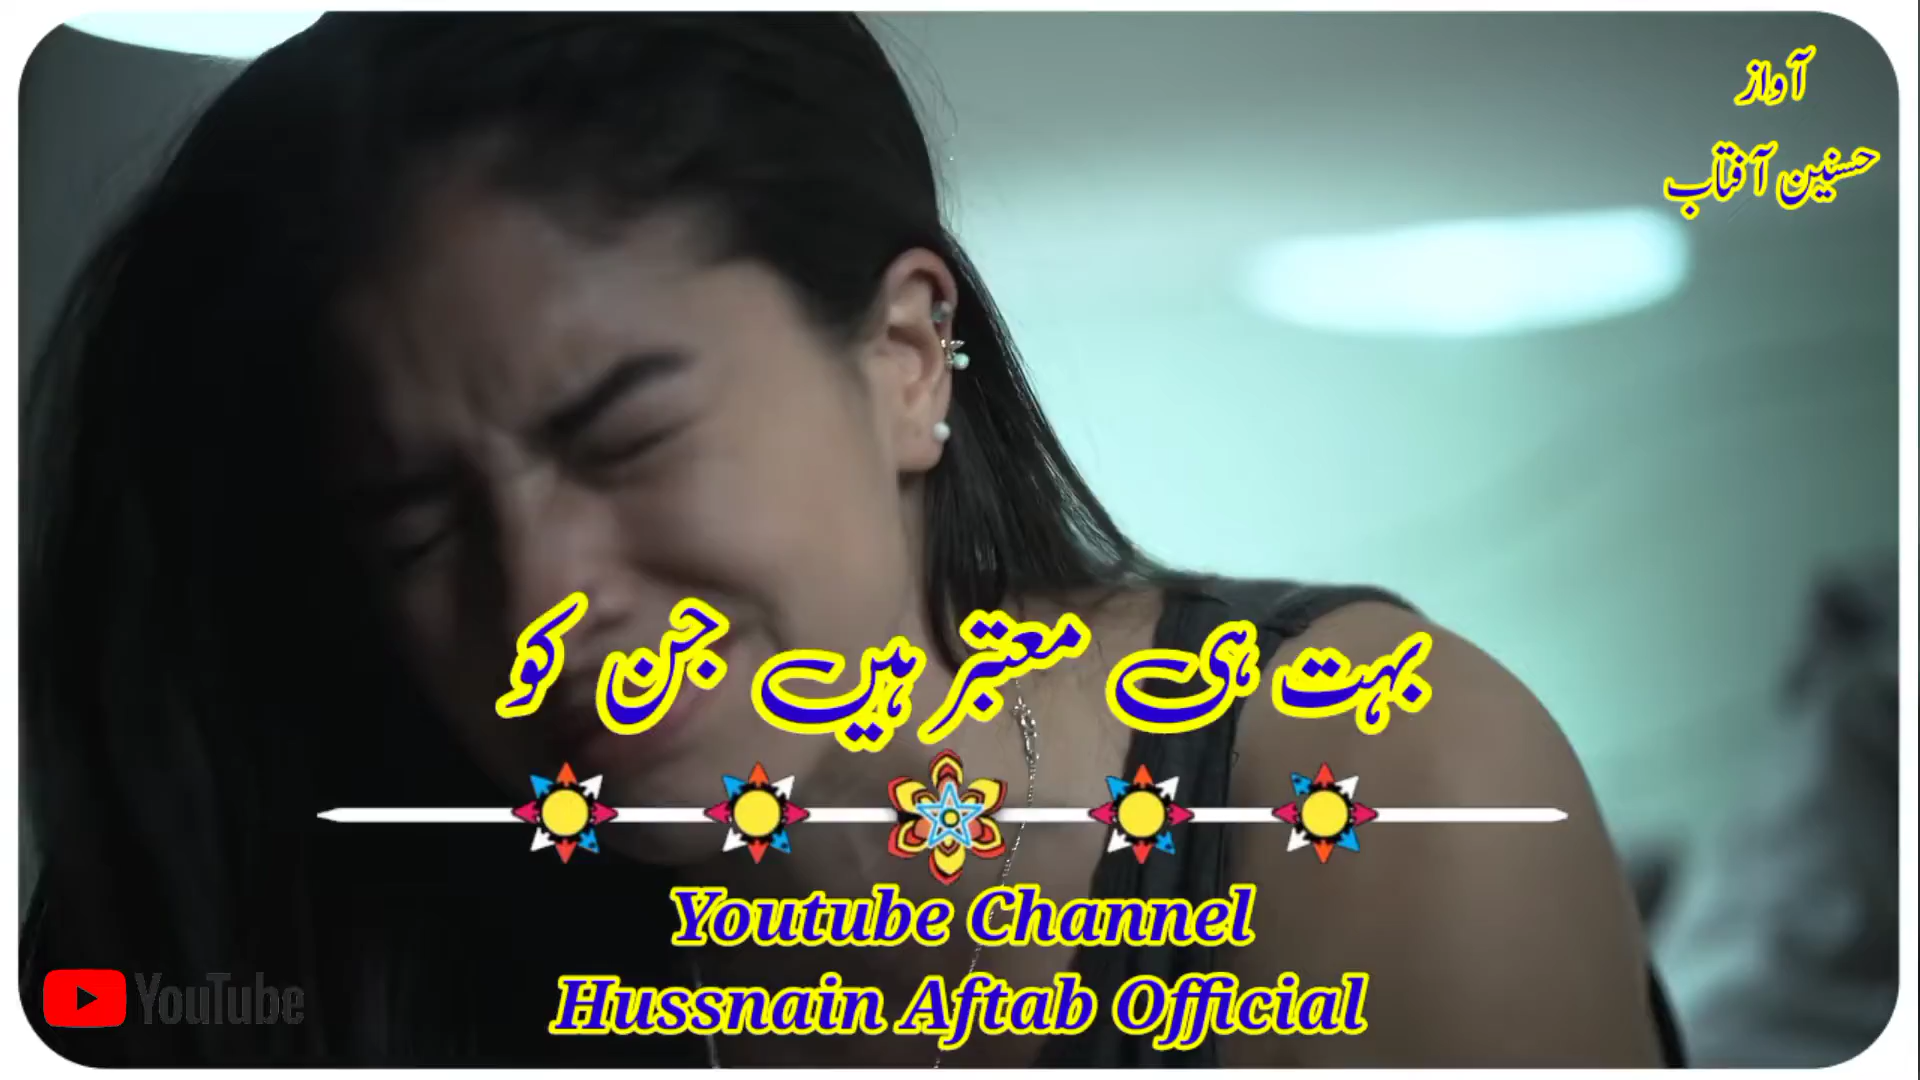 آواز
حسنین آفتاب
بہت ہی معتبر ہیں جن کو
Youtube Channel
Hussnain Aftab Official
YouTube